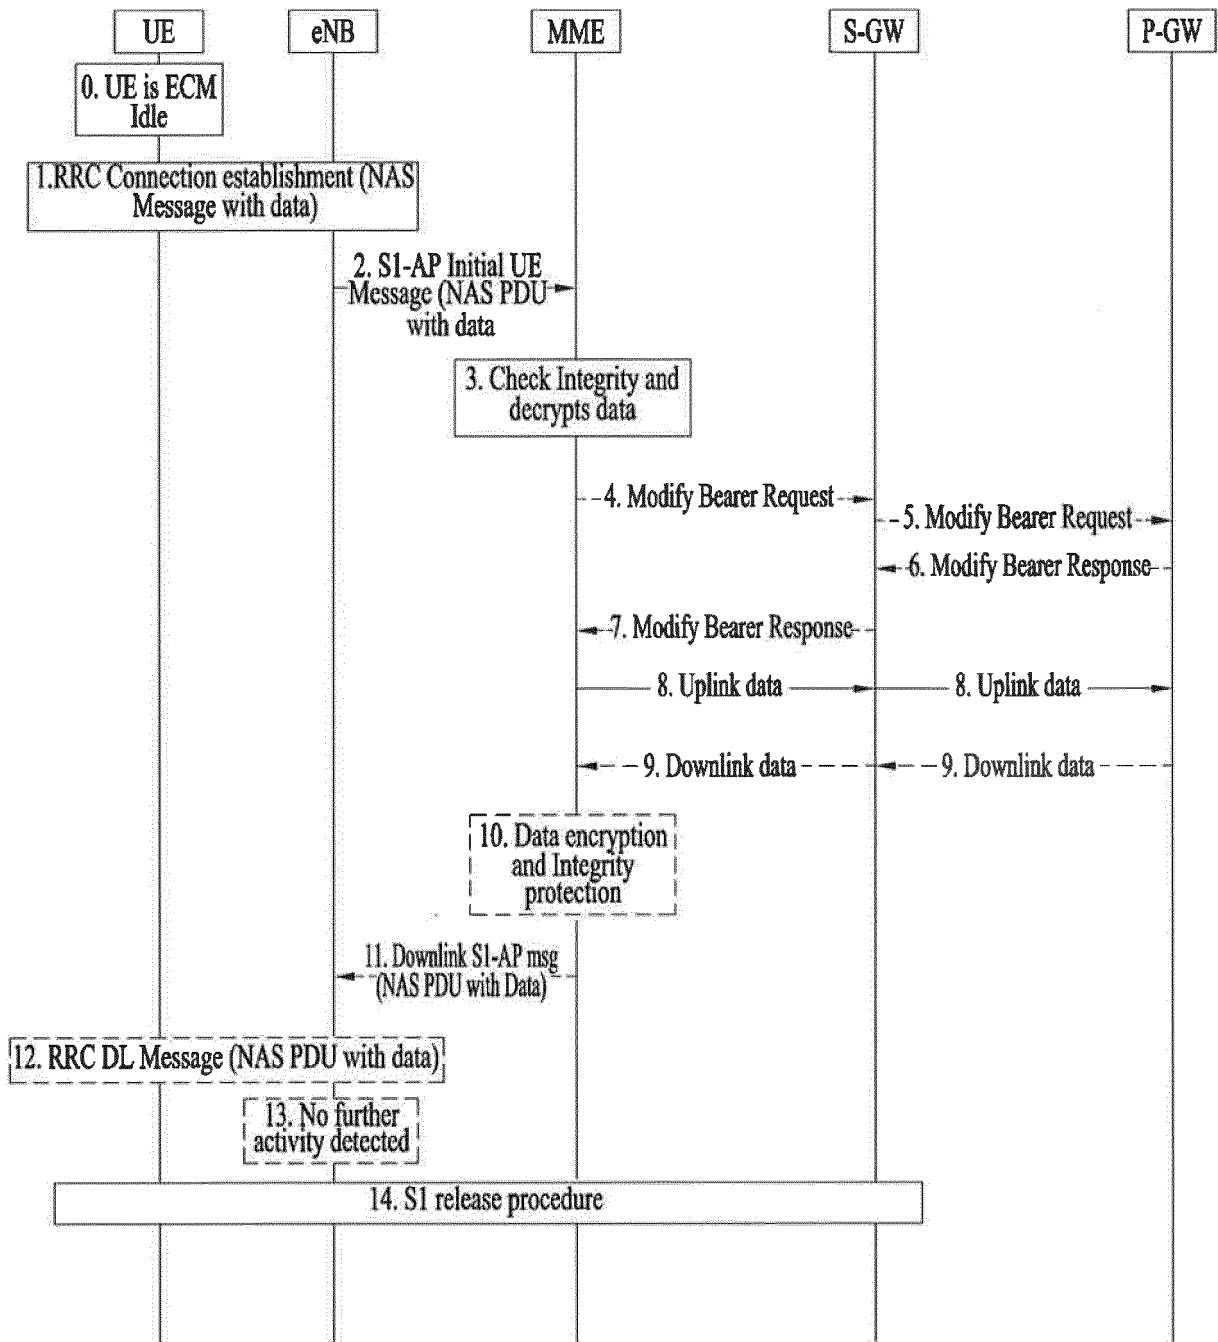 UE
eNB
MME
S-GW
P-GW
0. UE is ECM
Idle
1.RRC Connection establishment (NAS
Message with data)
2. S1-AP Initial UE
Message (NAS PDU
with data
3. Check Integrity and
decrypts data
4. Modify Bearer Request
5. Modify Bearer Request
6. Modify Bearer Response
7. Modify Bearer Response
8. Uplink data
8. Uplink data
9. Downlink data
9. Downlink data
10. Data encryption
and Integrity
protection
11. Downlink S1-AP msg
(NAS PDU with Data)
12. RRC DL Message (NAS PDU with data)
13. No further
activity detected
14. S1 release procedure